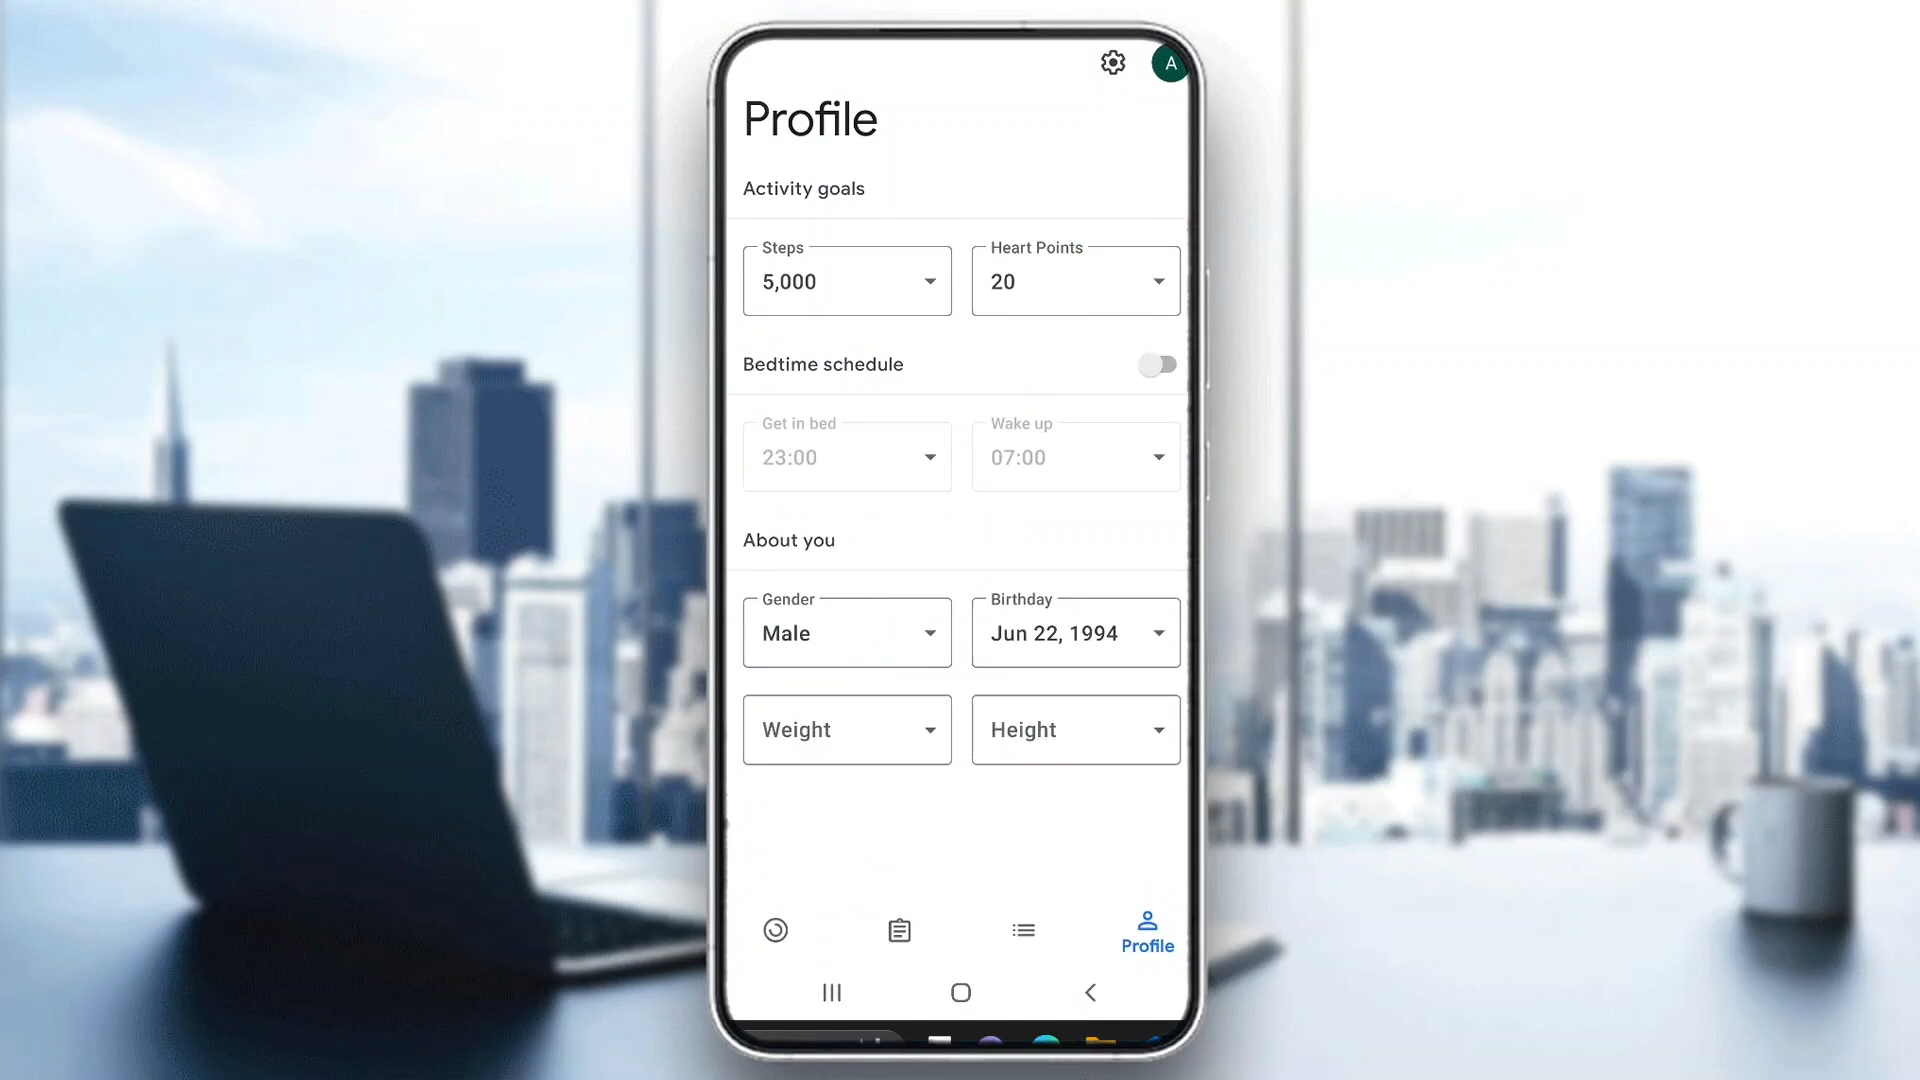 A
Profile
Activity goals
Steps
Heart Points
5,000
20
Bedtime schedule
Get in bed
Wake up
23:00
07:00
About you
Gender
Birthday
Male
Jun 22, 1994
Weight
Height
Profile